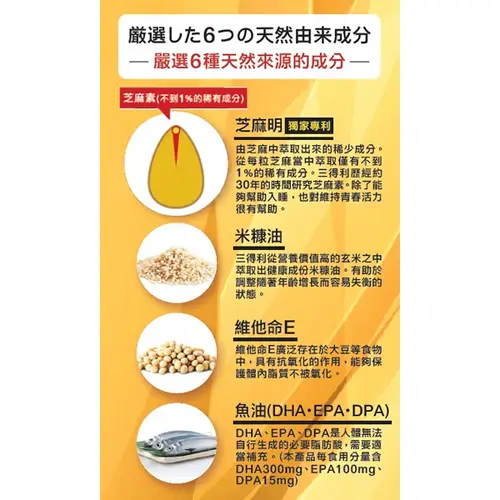 厳選した6つの天然由来成分
嚴選6種天然來源的成分
芝麻素(不到1%的稀有成分)
芝麻明 獨家專利
由芝麻中萃取出來的稀少成分。
從每粒芝麻當中萃取僅有不到
1%的稀有成分。三得利歷經約
30年的時間研究芝麻素。除了能
夠幫助入睡，也對維持青春活力
很有幫助。
米糠油
三得利從營養價值高的玄米之中
萃取出健康成份米糠油。有助於
調整隨著年齡增長而容易失衡的
狀態。
維他命E
維他命E廣泛存在於大豆等食物
中，具有抗氧化的作用，能夠保
護體內脂質不被氧化。
魚油(DHA・EPA・DPA)
DHA、EPA、DPA是人體無法
自行生成的必要脂肪酸，需要適
當補充。(本產品每食用分量含
DHA300mg、EPA100mg、
DPA15mg)